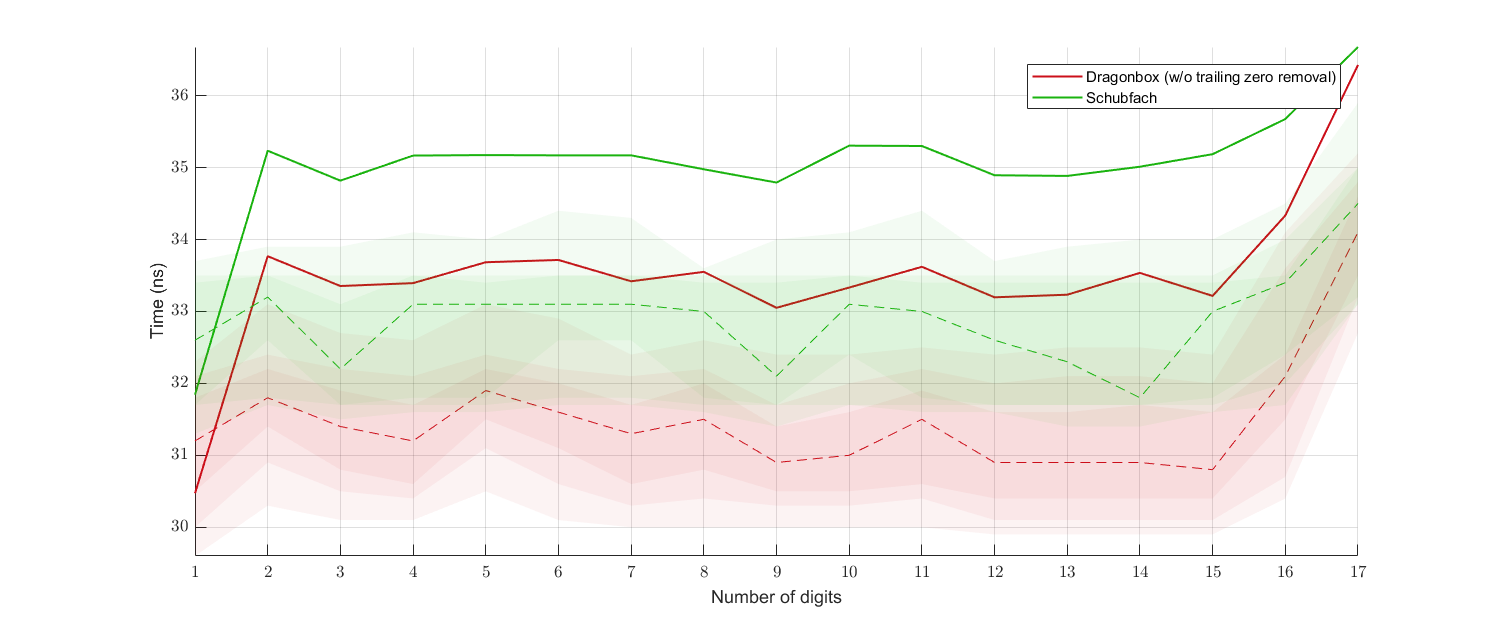 Dragonbox (w/o trailing zero removal)
Schubfach
36
35
34
33
32
31
30
Time (ns)
1 2 3 4 5 6 7 8 9 10 11 12 13 14 15 16 17
Number of digits